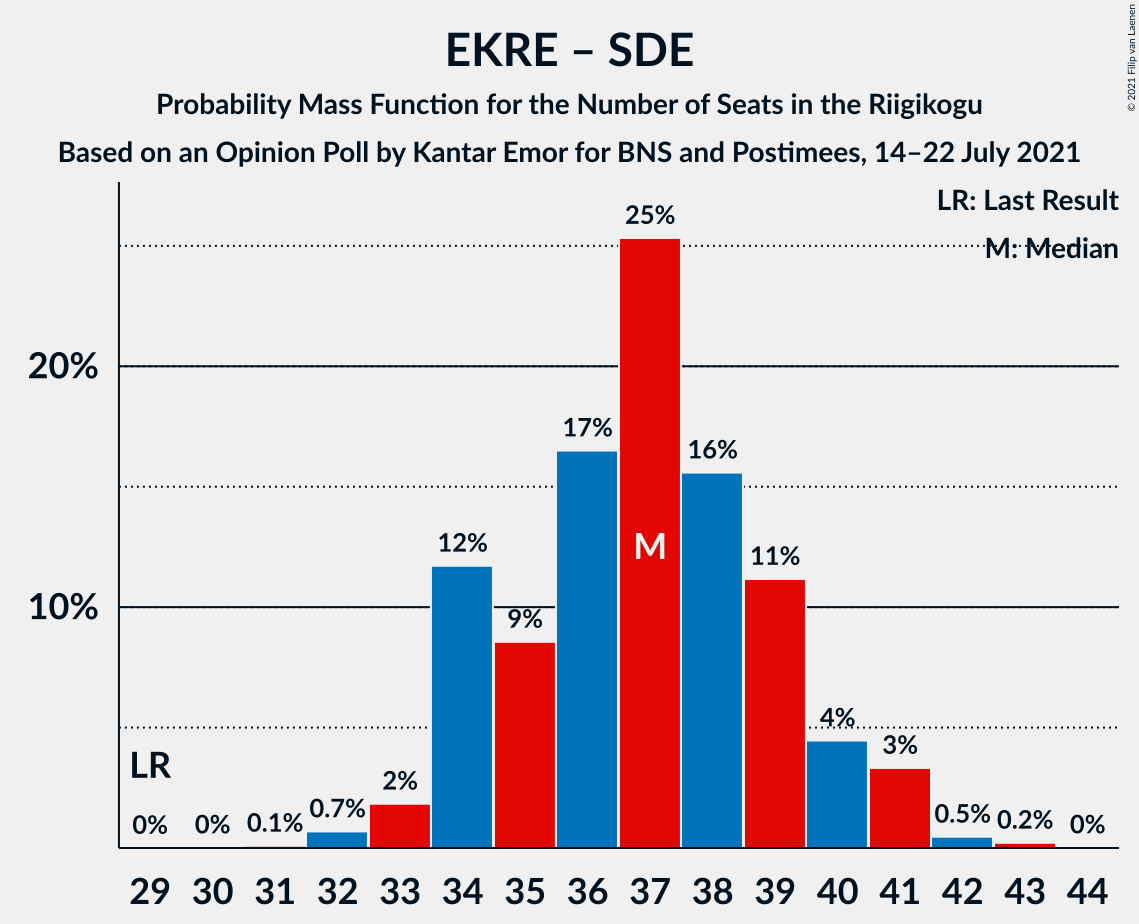 EKRE – SDE
Probability Mass Function for the Number of Seats in the Riigikogu
Based on an Opinion Poll by Kantar Emor for BNS and Postimees, 14–22 July 2021
© 2021 Filip van Laenen
LR: Last Result
M: Median
20%
10%
25%
17%
16%
12%
11%
9%
4%
3%
2%
0.7%
0.5%
0.2%
0.1%
0%
0%
0%
M
LR
29 30 31 32 33 34 35 36 37 38 39 40 41 42 43 44